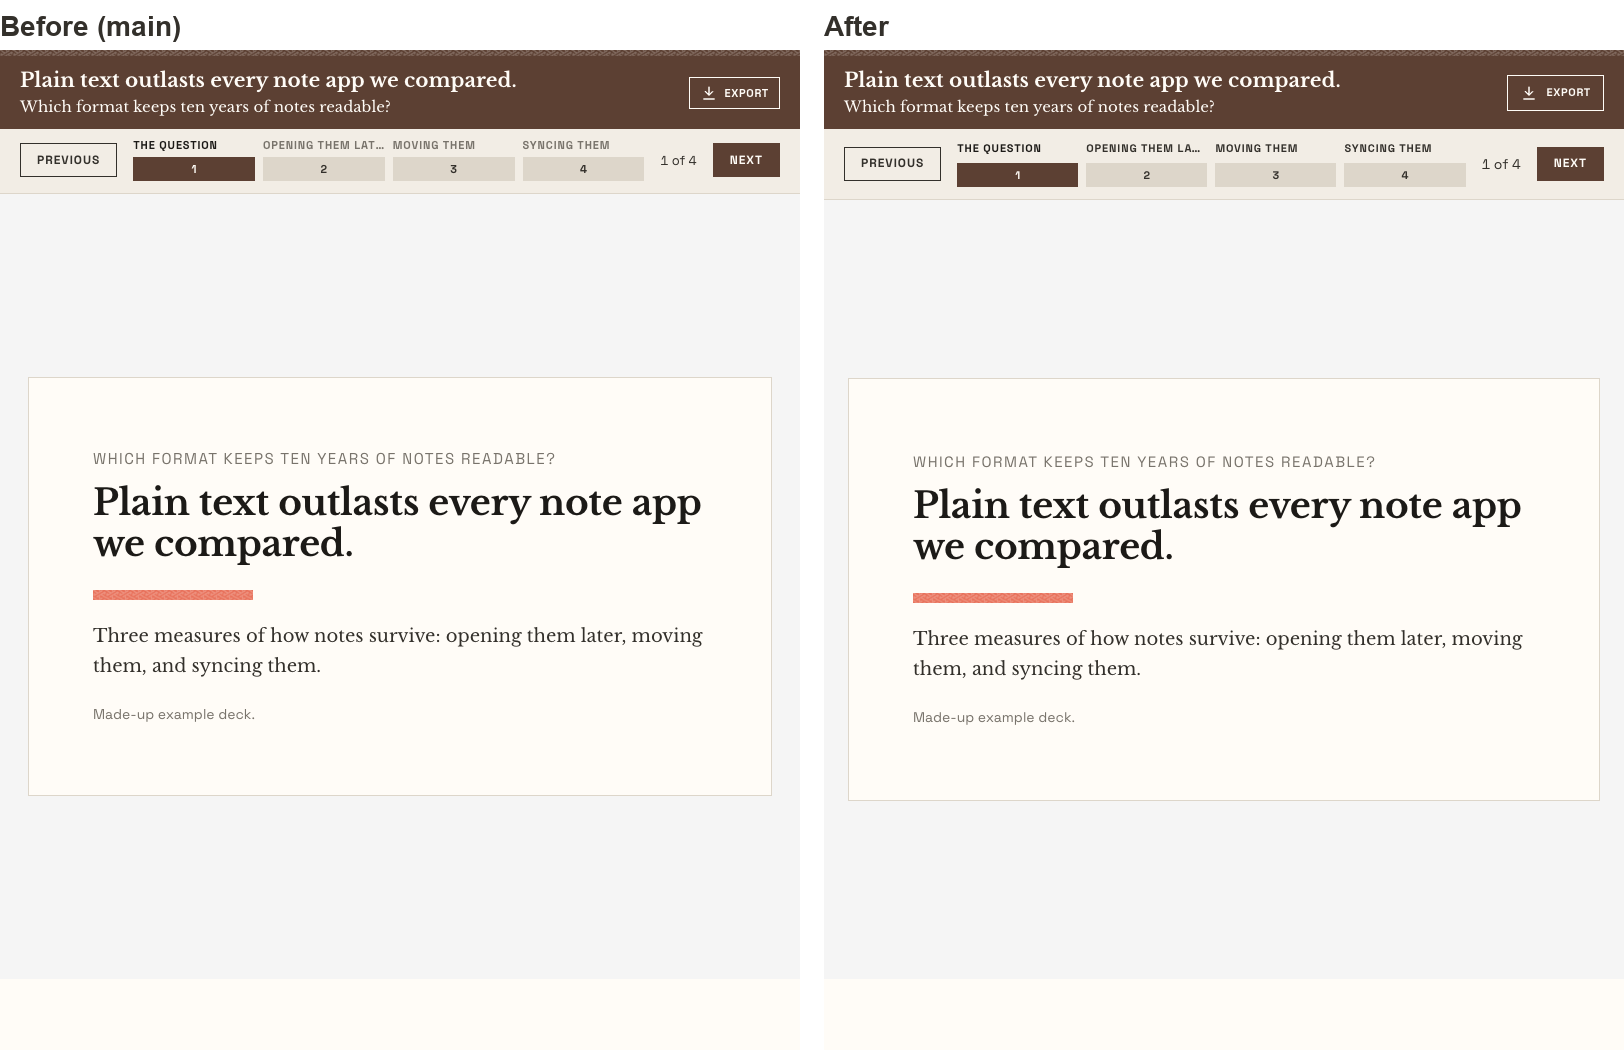 Before (main)
Plain text outlasts every note app we compared.
Which format keeps ten years of notes readable?
EXPORT
PREVIOUS
THE QUESTION
1
OPENING THEM LAT…
2
MOVING THEM
3
SYNCING THEM
4
1 of 4
NEXT
WHICH FORMAT KEEPS TEN YEARS OF NOTES READABLE?
Plain text outlasts every note app
we compared.
Three measures of how notes survive: opening them later, moving
them, and syncing them.
Made-up example deck.
After
Plain text outlasts every note app we compared.
Which format keeps ten years of notes readable?
EXPORT
PREVIOUS
THE QUESTION
1
OPENING THEM LA…
2
MOVING THEM
3
SYNCING THEM
4
1 of 4
NEXT
WHICH FORMAT KEEPS TEN YEARS OF NOTES READABLE?
Plain text outlasts every note app
we compared.
Three measures of how notes survive: opening them later, moving
them, and syncing them.
Made-up example deck.